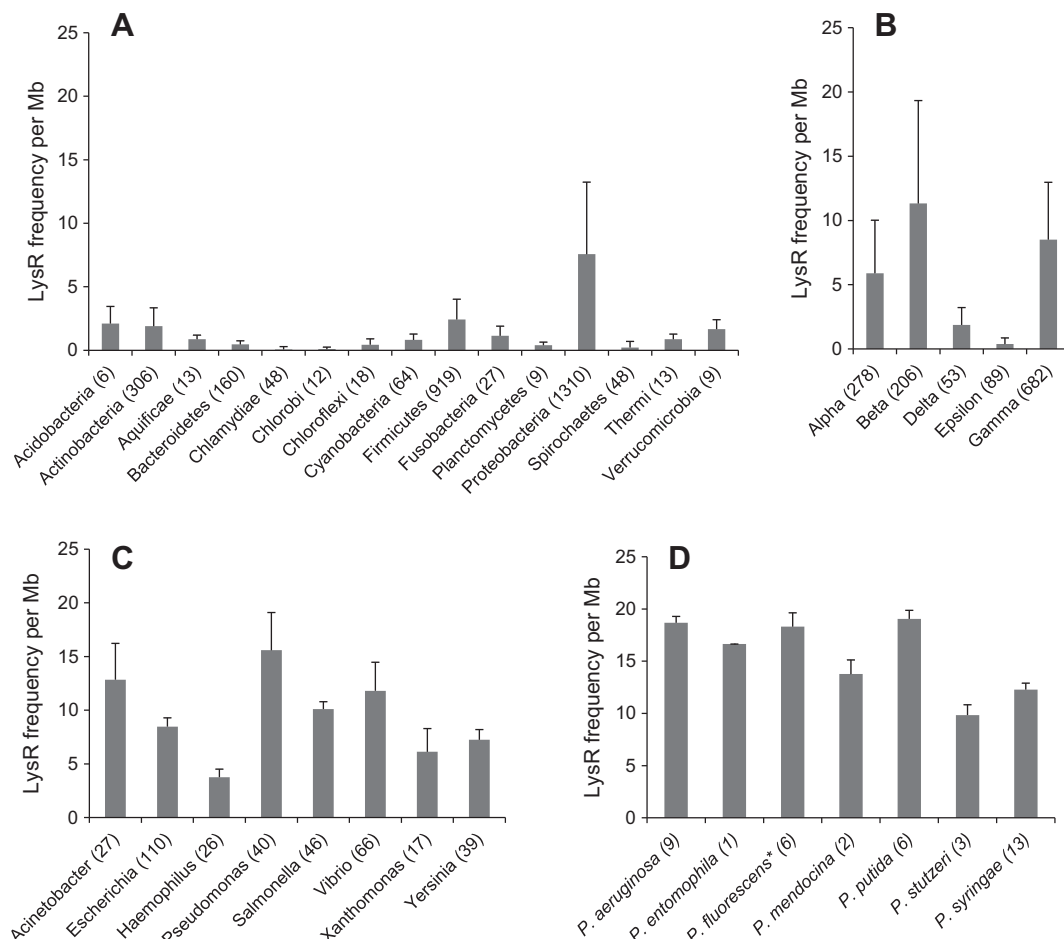 A
LysR frequency per Mb
25
20
15
10
5
0
Acidobacteria (6)
Actinobacteria (306)
Aquificae (13)
Bacteroidetes (160)
Chlamydiae (48)
Chlorobi (12)
Chloroflexi (18)
Cyanobacteria (64)
Firmicutes (919)
Fusobacteria (27)
Planctomycetes (9)
Proteobacteria (1310)
Spirochaetes (48)
Thermi (13)
Verrucomicrobia (9)
B
LysR frequency per Mb
25
20
15
10
5
0
Alpha (278)
Beta (206)
Delta (53)
Epsilon (89)
Gamma (682)
C
LysR frequency per Mb
25
20
15
10
5
0
Acinetobacter (27)
Escherichia (110)
Haemophilus (26)
Pseudomonas (40)
Salmonella (46)
Vibrio (66)
Xanthomonas (17)
Yersinia (39)
D
LysR frequency per Mb
25
20
15
10
5
0
P. aeruginosa (9)
P. entomophila (1)
P. fluorescens* (6)
P. mendocina (2)
P. putida (6)
P. stutzeri (3)
P. syringae (13)